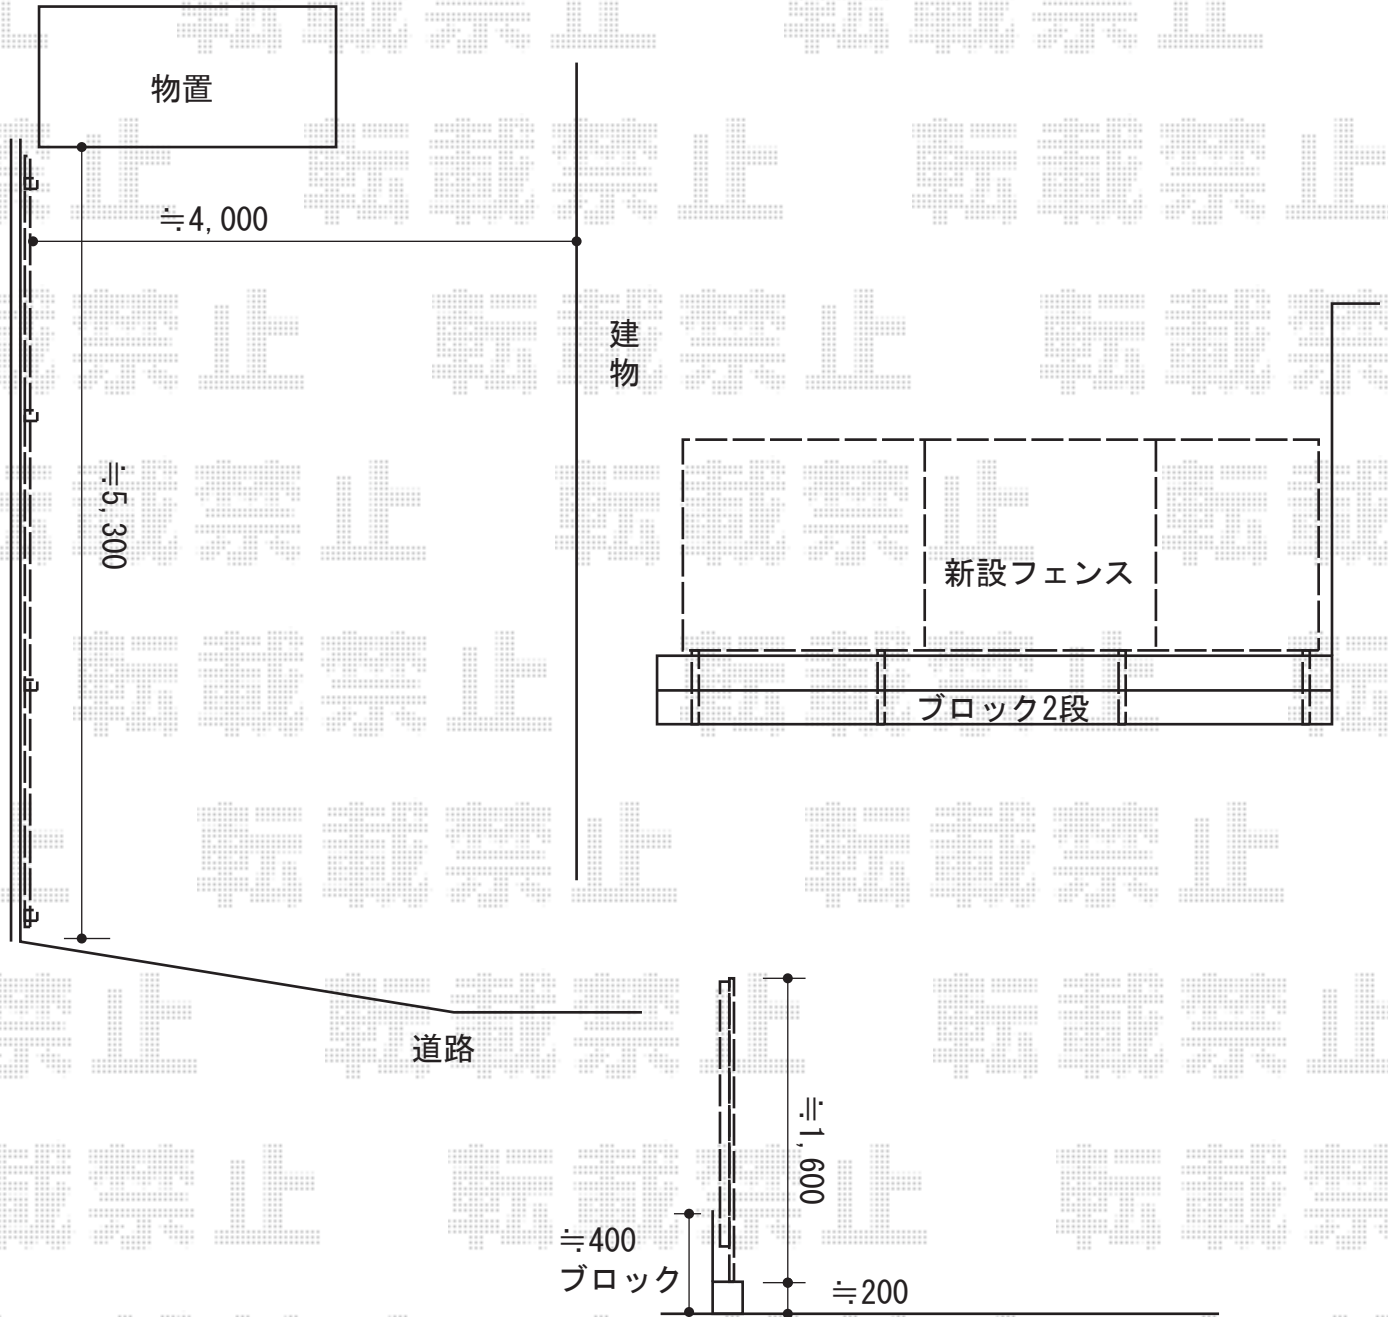 物置
≒4,000
建物
≒5,300
新設フェンス
ブロック2段
道路
≒1,600
≒400
ブロック
≒200
転載禁止